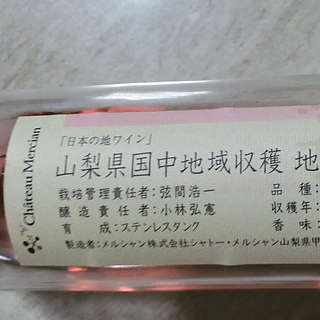 Château Mercian
「日本の地ワイン」
山梨県国中地域収穫 地
栽培管理責任者:弦間浩一 品 種:
醸造責任者:小林弘憲 収穫年:
育 成:ステンレスタンク 香 味:
製造者:メルシャン株式会社シャトー・メルシャン山梨県甲